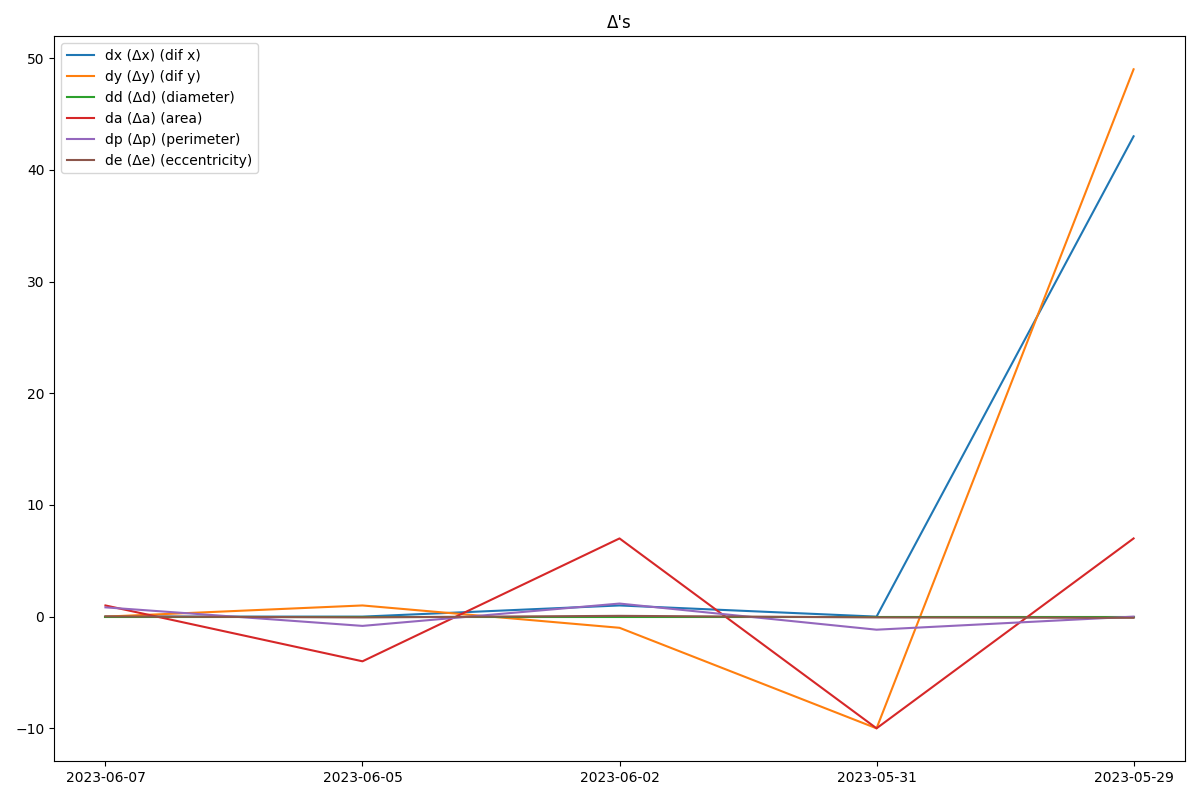 Δ's
dx (Δx) (dif x)
dy (Δy) (dif y)
dd (Δd) (diameter)
da (Δa) (area)
dp (Δp) (perimeter)
de (Δe) (eccentricity)
50
40
30
20
10
0
−10
2023-06-07 2023-06-05 2023-06-02 2023-05-31 2023-05-29